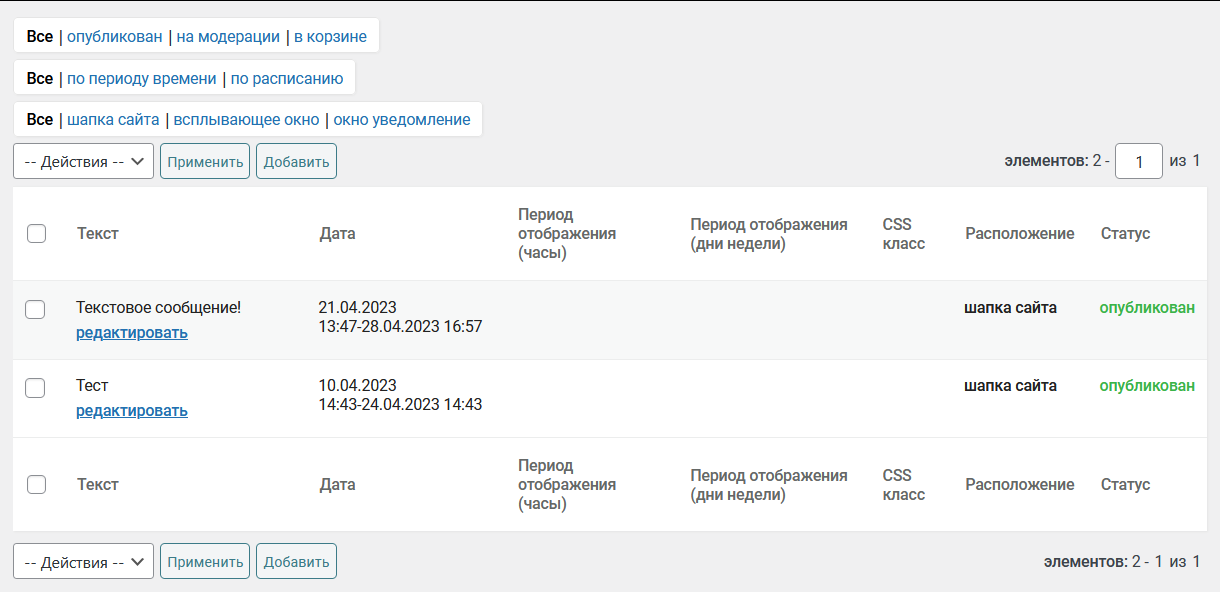 Все | опубликован | на модерации | в корзине
Все | по периоду времени | по расписанию
Все | шапка сайта | всплывающее окно | окно уведомление
-- Действия -- Применить Добавить элементов: 2 - 1 из 1
Текст Дата Период отображения (часы) Период отображения (дни недели) CSS класс Расположение Статус
Текстовое сообщение! 21.04.2023 шапка сайта опубликован
редактировать 13:47-28.04.2023 16:57
Тест 10.04.2023 шапка сайта опубликован
редактировать 14:43-24.04.2023 14:43
Текст Дата Период отображения (часы) Период отображения (дни недели) CSS класс Расположение Статус
-- Действия -- Применить Добавить элементов: 2 - 1 из 1